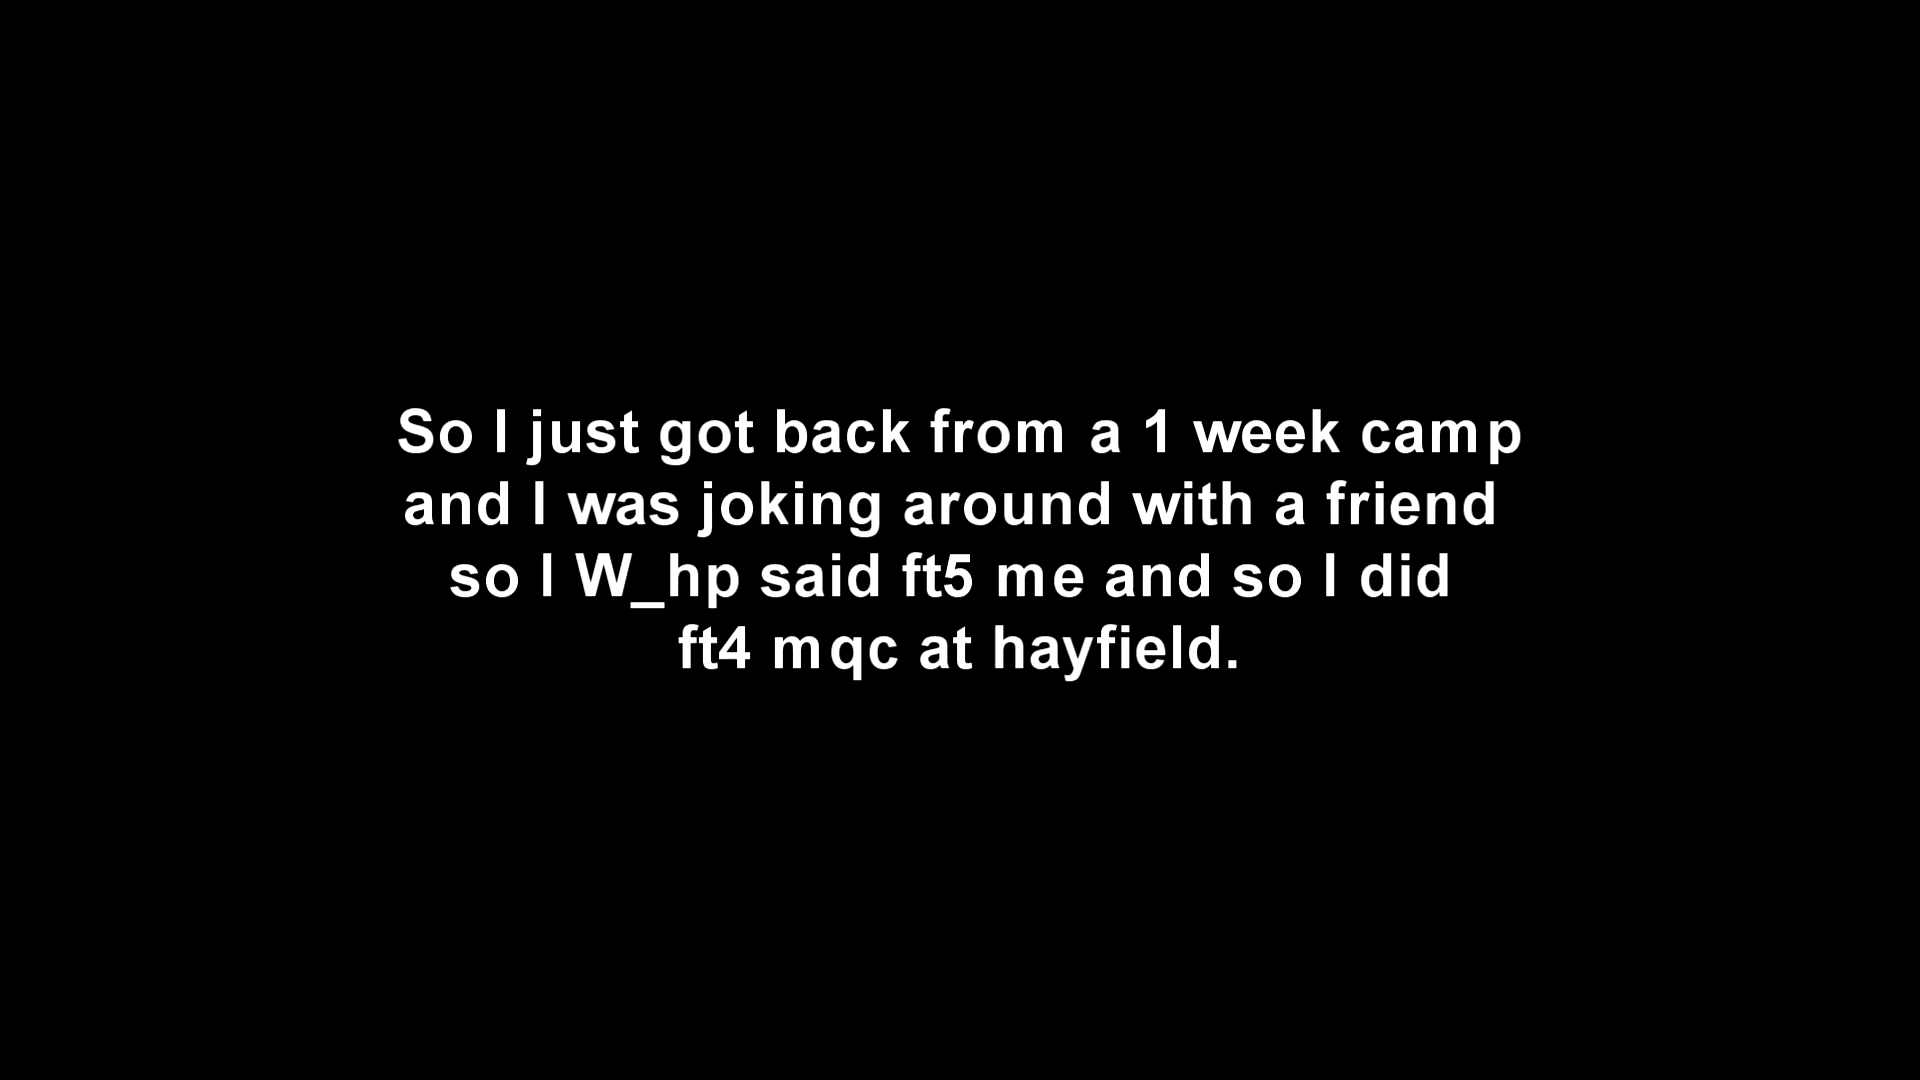 So I just got back from a 1 week camp
and I was joking around with a friend
so I W_hp said ft5 me and so I did
ft4 mqc at hayfield.